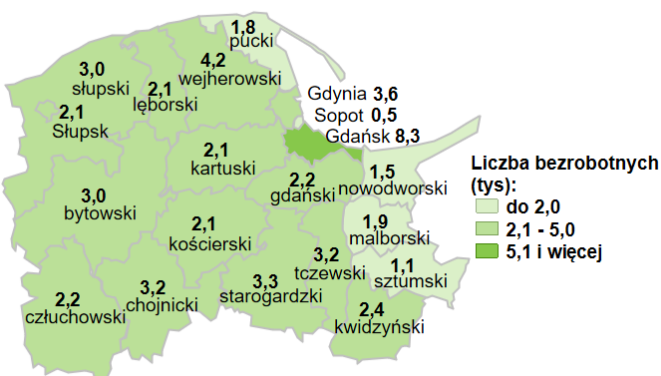 1,8
pucki
4,2
wejherowski
3,0
słupski
2,1
lęborski
2,1
Słupsk
Gdynia 3,6
Sopot 0,5
Gdańsk 8,3
2,1
kartuski
2,2
gdański
1,5
nowodworski
3,0
bytowski
2,1
kościerski
1,9
malborski
3,2
tczewski
1,1
sztumski
2,2
człuchowski
3,2
chojnicki
3,3
starogardzki
2,4
kwidzyński
Liczba bezrobotnych
(tys):
do 2,0
2,1 - 5,0
5,1 i więcej